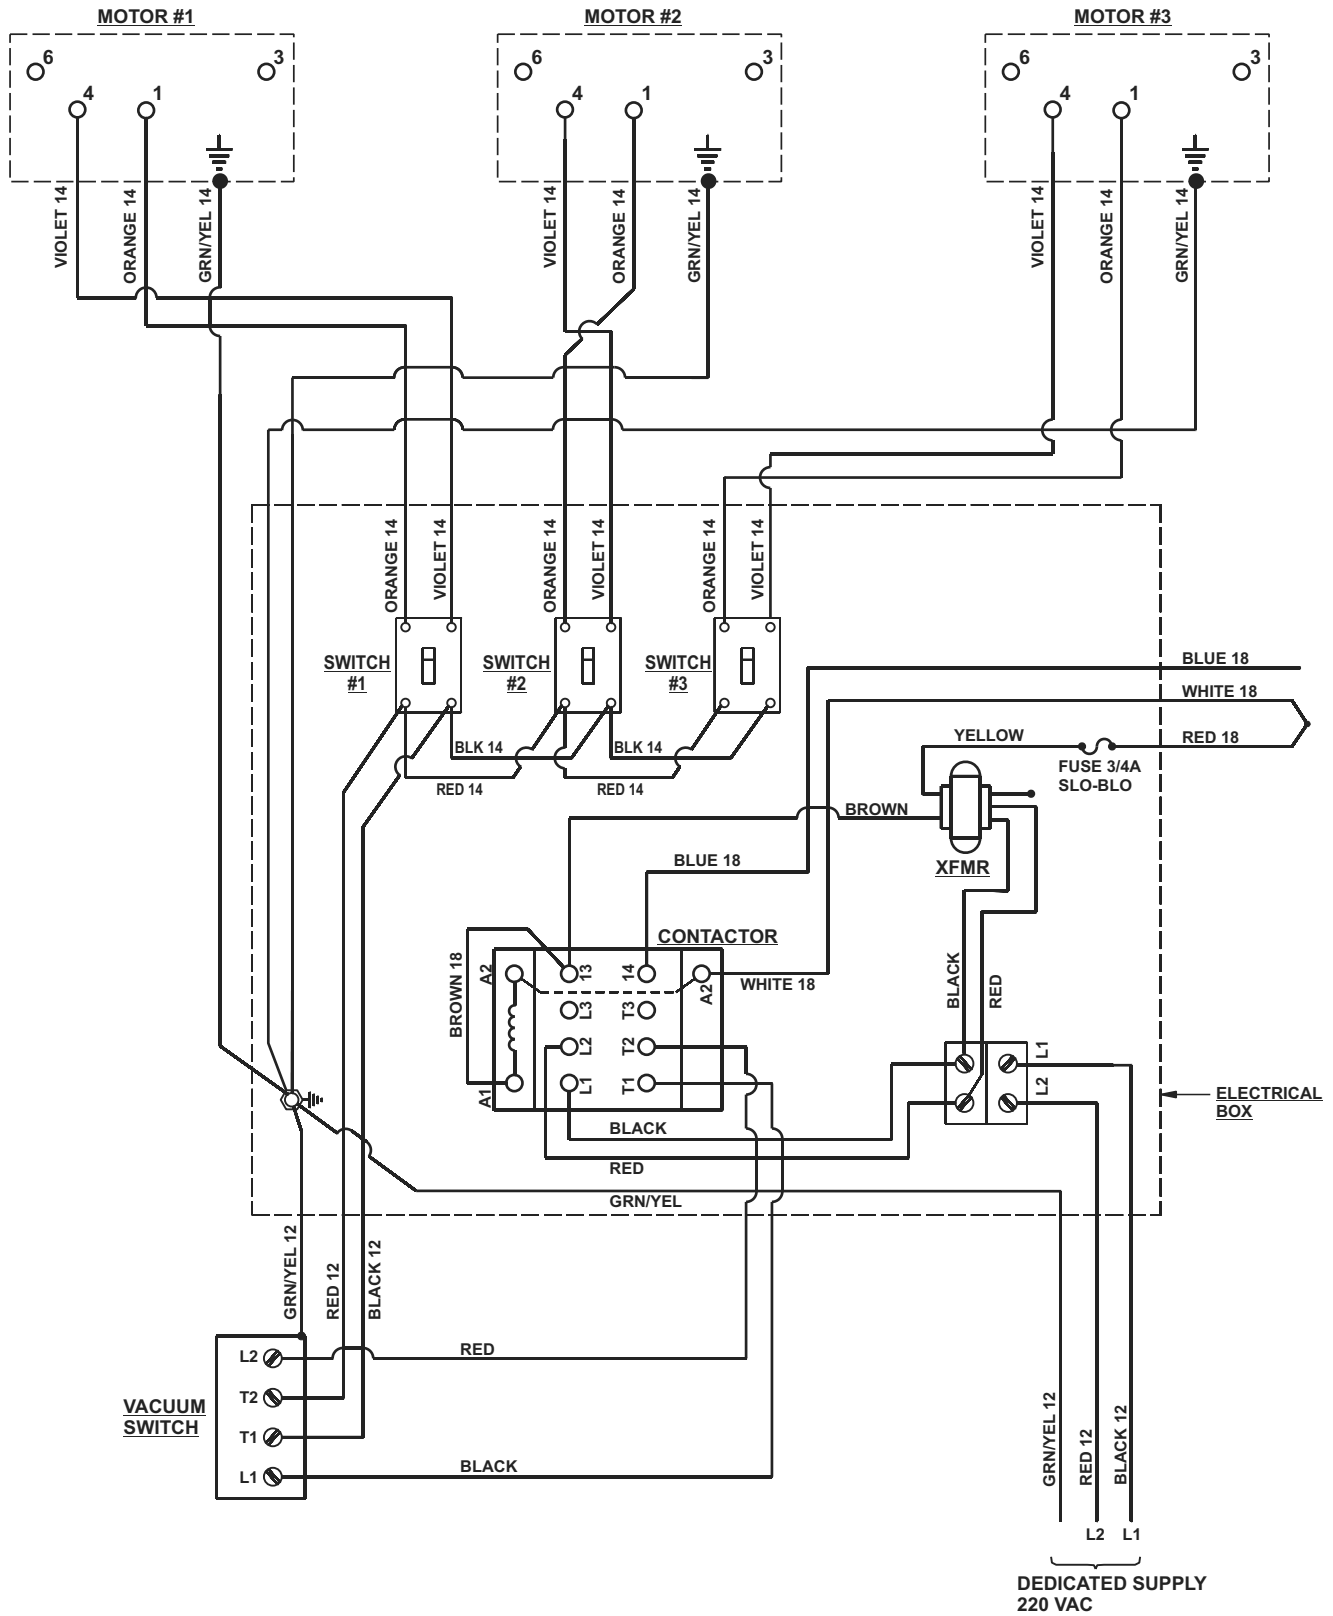 MOTOR #1
MOTOR #2
MOTOR #3
6
3
4
1
6
3
4
1
6
3
4
1
VIOLET 14
ORANGE 14
GRN/YEL 14
VIOLET 14
ORANGE 14
GRN/YEL 14
VIOLET 14
ORANGE 14
GRN/YEL 14
ORANGE 14
VIOLET 14
ORANGE 14
VIOLET 14
ORANGE 14
VIOLET 14
SWITCH
#1
SWITCH
#2
SWITCH
#3
BLUE 18
WHITE 18
RED 18
YELLOW
FUSE 3/4A
SLO-BLO
BLK 14
BLK 14
RED 14
RED 14
BROWN
XFMR
BLUE 18
CONTACTOR
BROWN 18
A2
13
14
A2
WHITE 18
L3
T3
L2
T2
A1
L1
T1
BLACK
RED
L1
L2
ELECTRICAL
BOX
BLACK
RED
GRN/YEL
GRN/YEL 12
RED 12
BLACK 12
L2
T2
T1
L1
VACUUM
SWITCH
RED
BLACK
GRN/YEL 12
RED 12
BLACK 12
L2
L1
DEDICATED SUPPLY
220 VAC